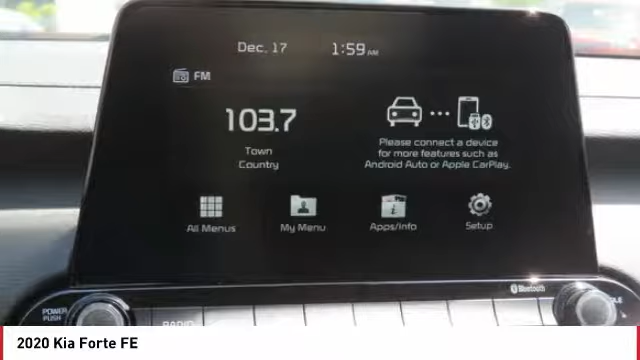 Dec. 17 1:59 AM
FM
103.7
Town
Country
Please connect a device
for more features such as
Android Auto or Apple CarPlay.
All Menus My Menu Apps/Info Setup
Bluetooth
POWER
PUSH
RADIO
2020 Kia Forte FE